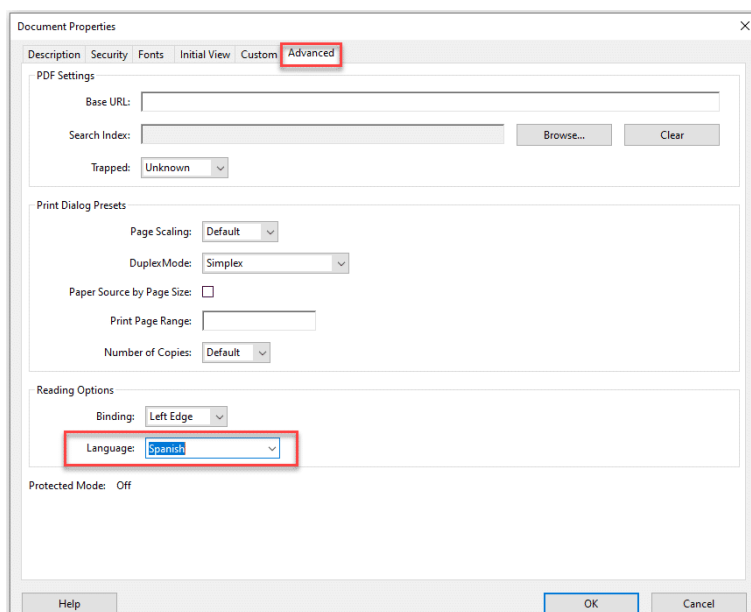 Document Properties
Description Security Fonts Initial View Custom Advanced
PDF Settings
Base URL:
Search Index: Browse... Clear
Trapped: Unknown
Print Dialog Presets
Page Scaling: Default
DuplexMode: Simplex
Paper Source by Page Size:
Print Page Range:
Number of Copies: Default
Reading Options
Binding: Left Edge
Language: Spanish
Protected Mode: Off
Help OK Cancel